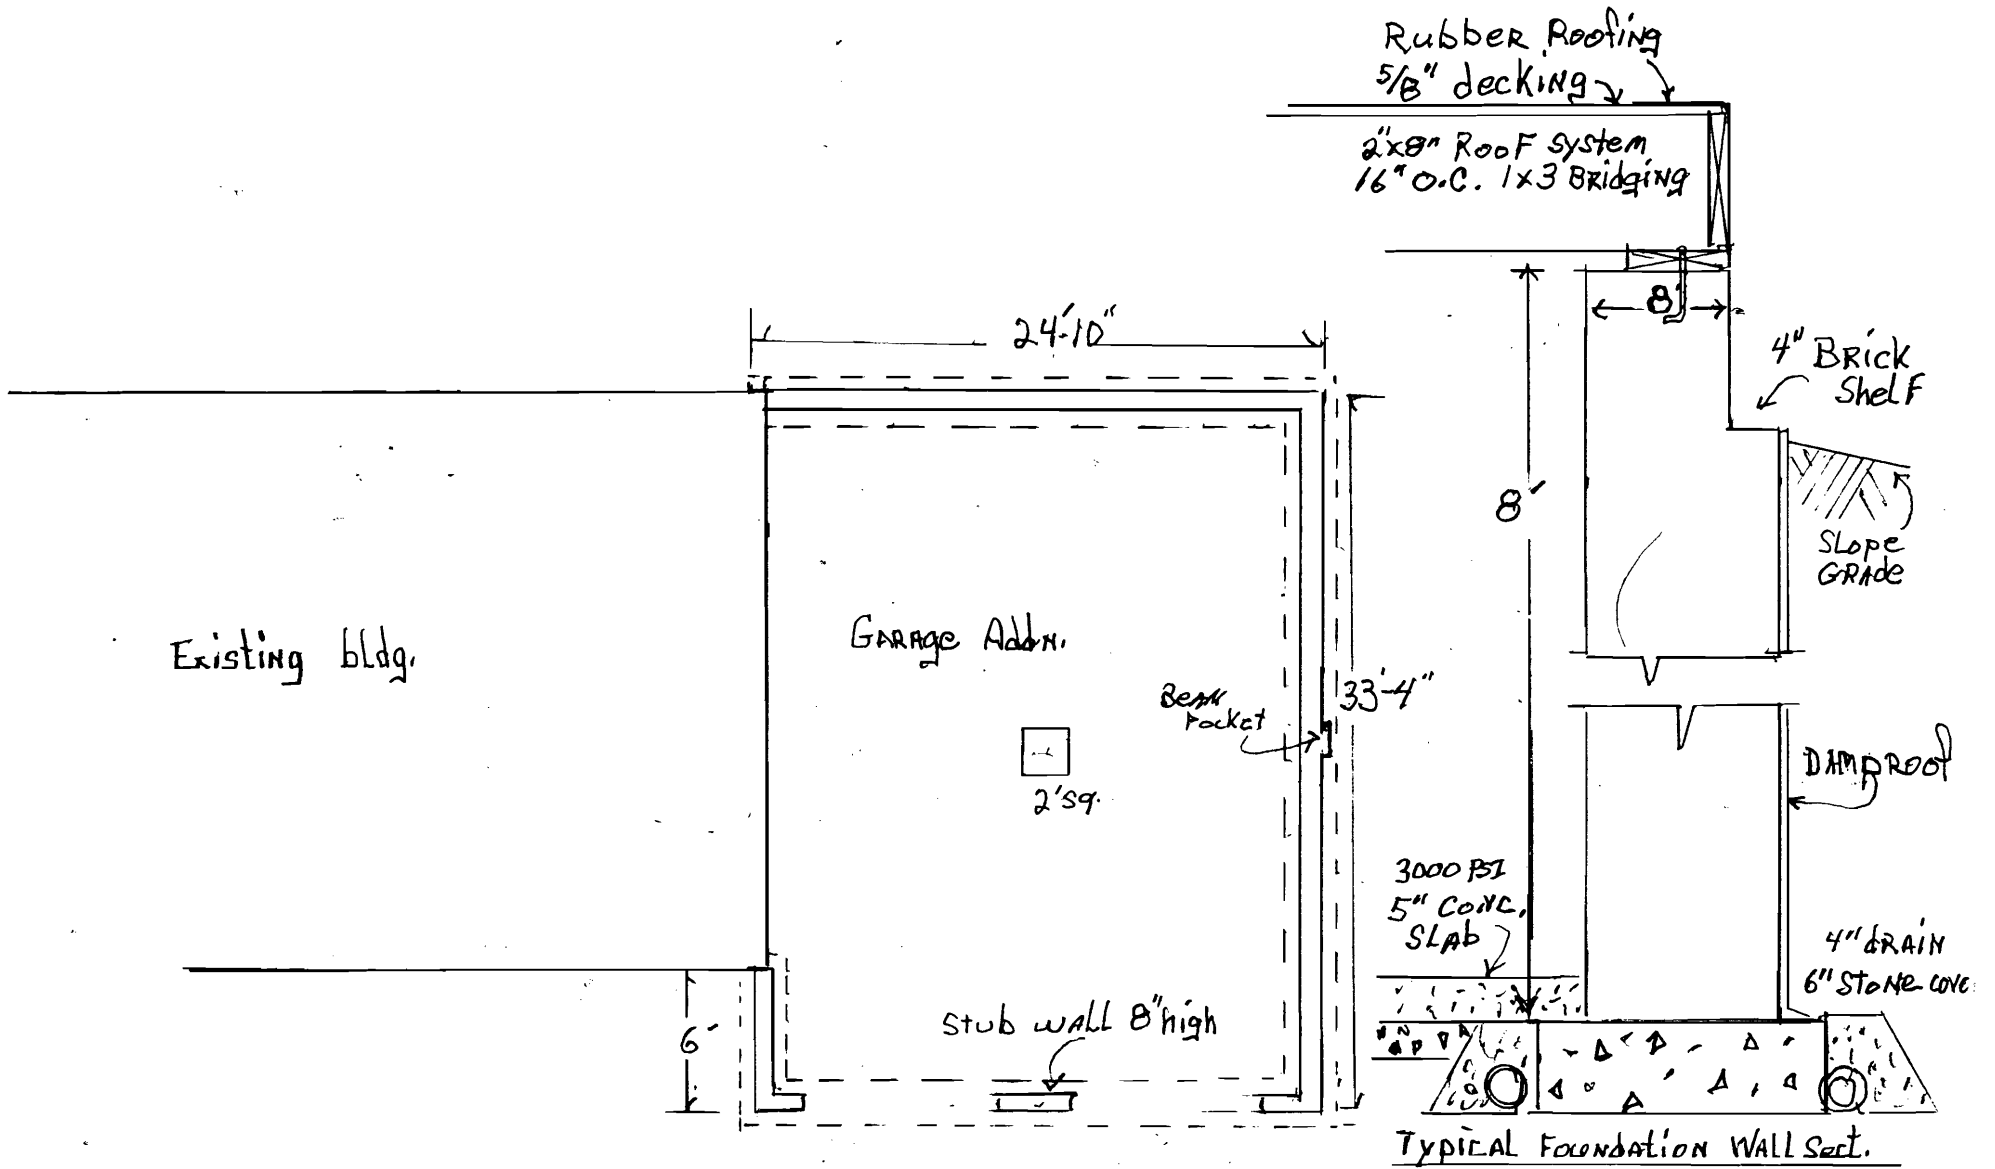 Rubber Roofing
5/8" decking
2"x8" Roof System
16" O.C. 1x3 Bridging
8"
4" Brick
Shelf
24'-10"
8'
Slope
Grade
Existing bldg.
Garage Addn.
Beam
Pocket
33'-4"
2' sq.
Damproof
3000 PSI
5" Conc.
Slab
4" drain
6" Stone cove
6'
Stub wall 8" high
Typical Foundation Wall Sect.